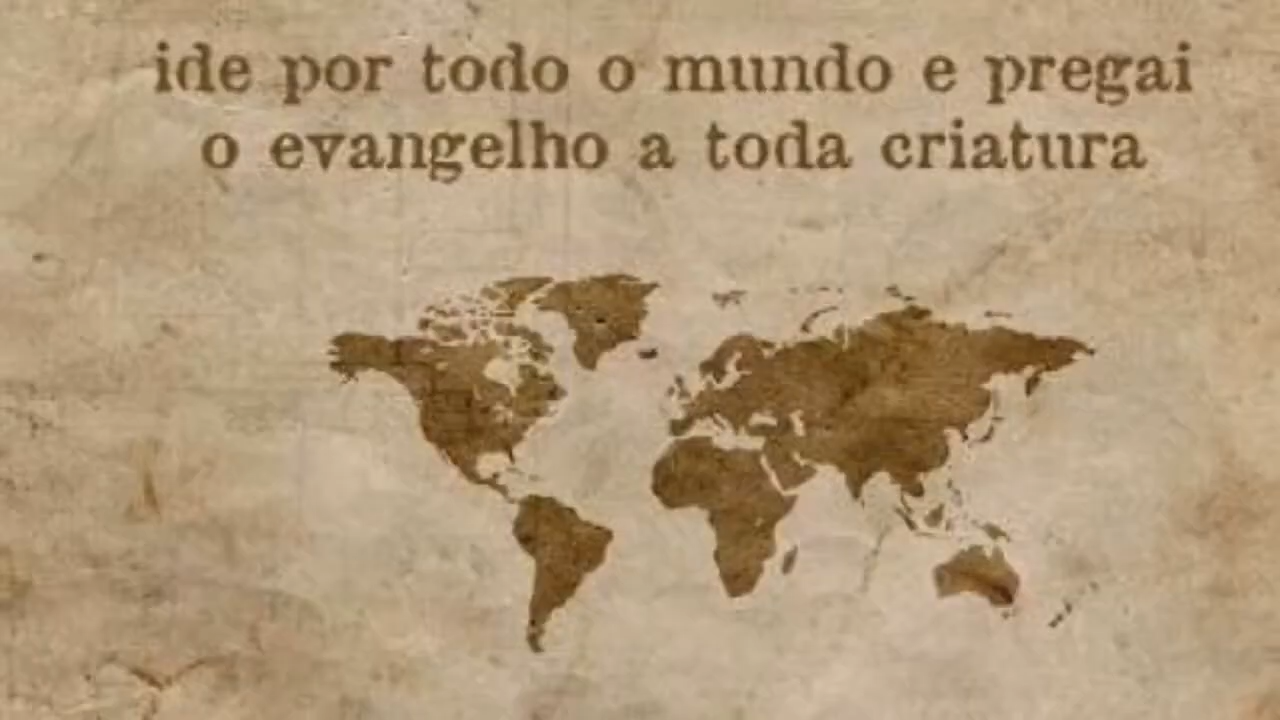 ide por todo o mundo e pregai
o evangelho a toda criatura